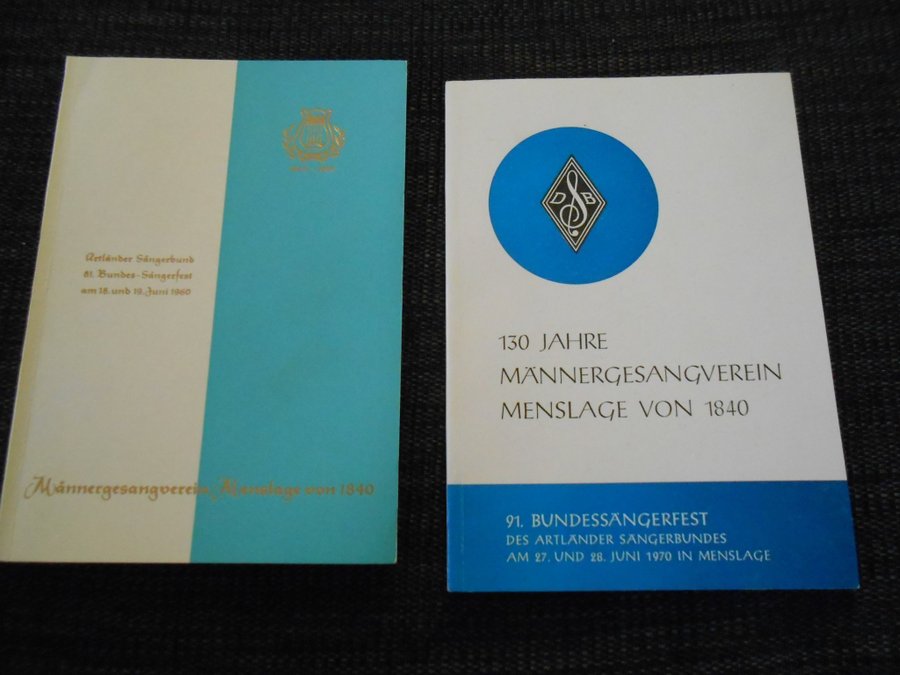 Artländer Sängerbund
81. Bundes-Sängerfest
am 18. und 19. Juni 1960
Männergesangverein Menslage von 1840
D S B
130 JAHRE
MÄNNERGESANGVEREIN
MENSLAGE VON 1840
91. BUNDESSÄNGERFEST
DES ARTLÄNDER SÄNGERBUNDES
AM 27. UND 28. JUNI 1970 IN MENSLAGE